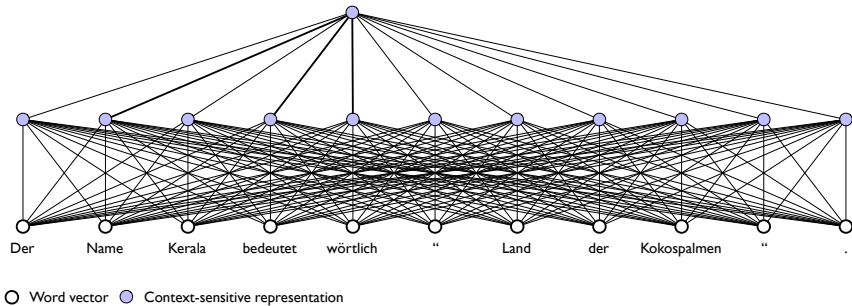 Der Name Kerala bedeutet wörtlich “ Land der Kokospalmen “ .
Word vector Context-sensitive representation